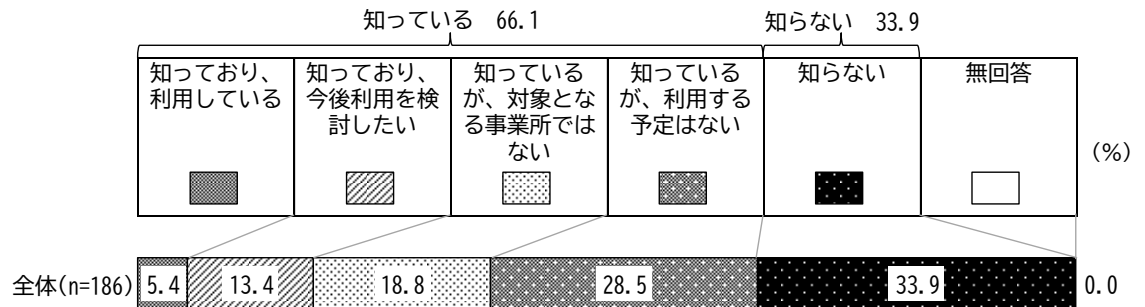 知っている 66.1
知らない 33.9
知っており、
利用している
知っており、
今後利用を検
討したい
知っている
が、対象とな
る事業所では
ない
知っている
が、利用する
予定はない
知らない
無回答
(%)
全体(n=186) 5.4 13.4 18.8 28.5 33.9 0.0